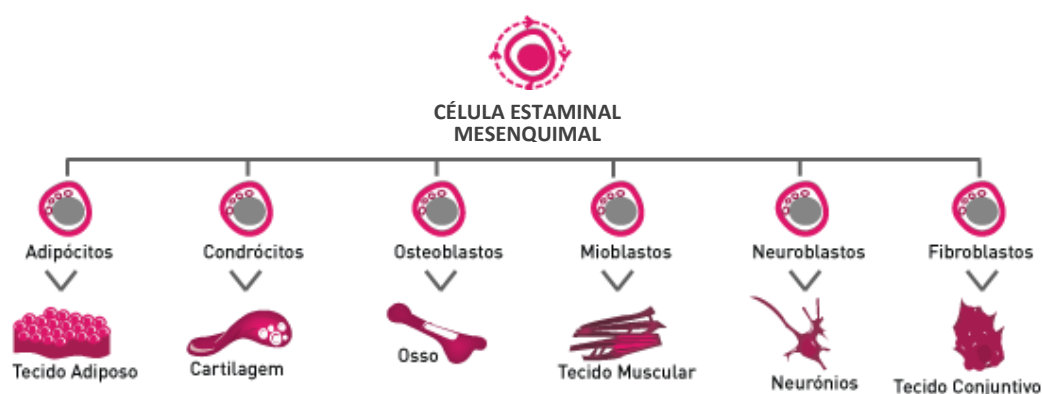 CÉLULA ESTAMINAL
MESENQUIMAL
Adipócitos
Condrócitos
Osteoblastos
Mioblastos
Neuroblastos
Fibroblastos
Tecido Adiposo
Cartilagem
Osso
Tecido Muscular
Neurónios
Tecido Conjuntivo